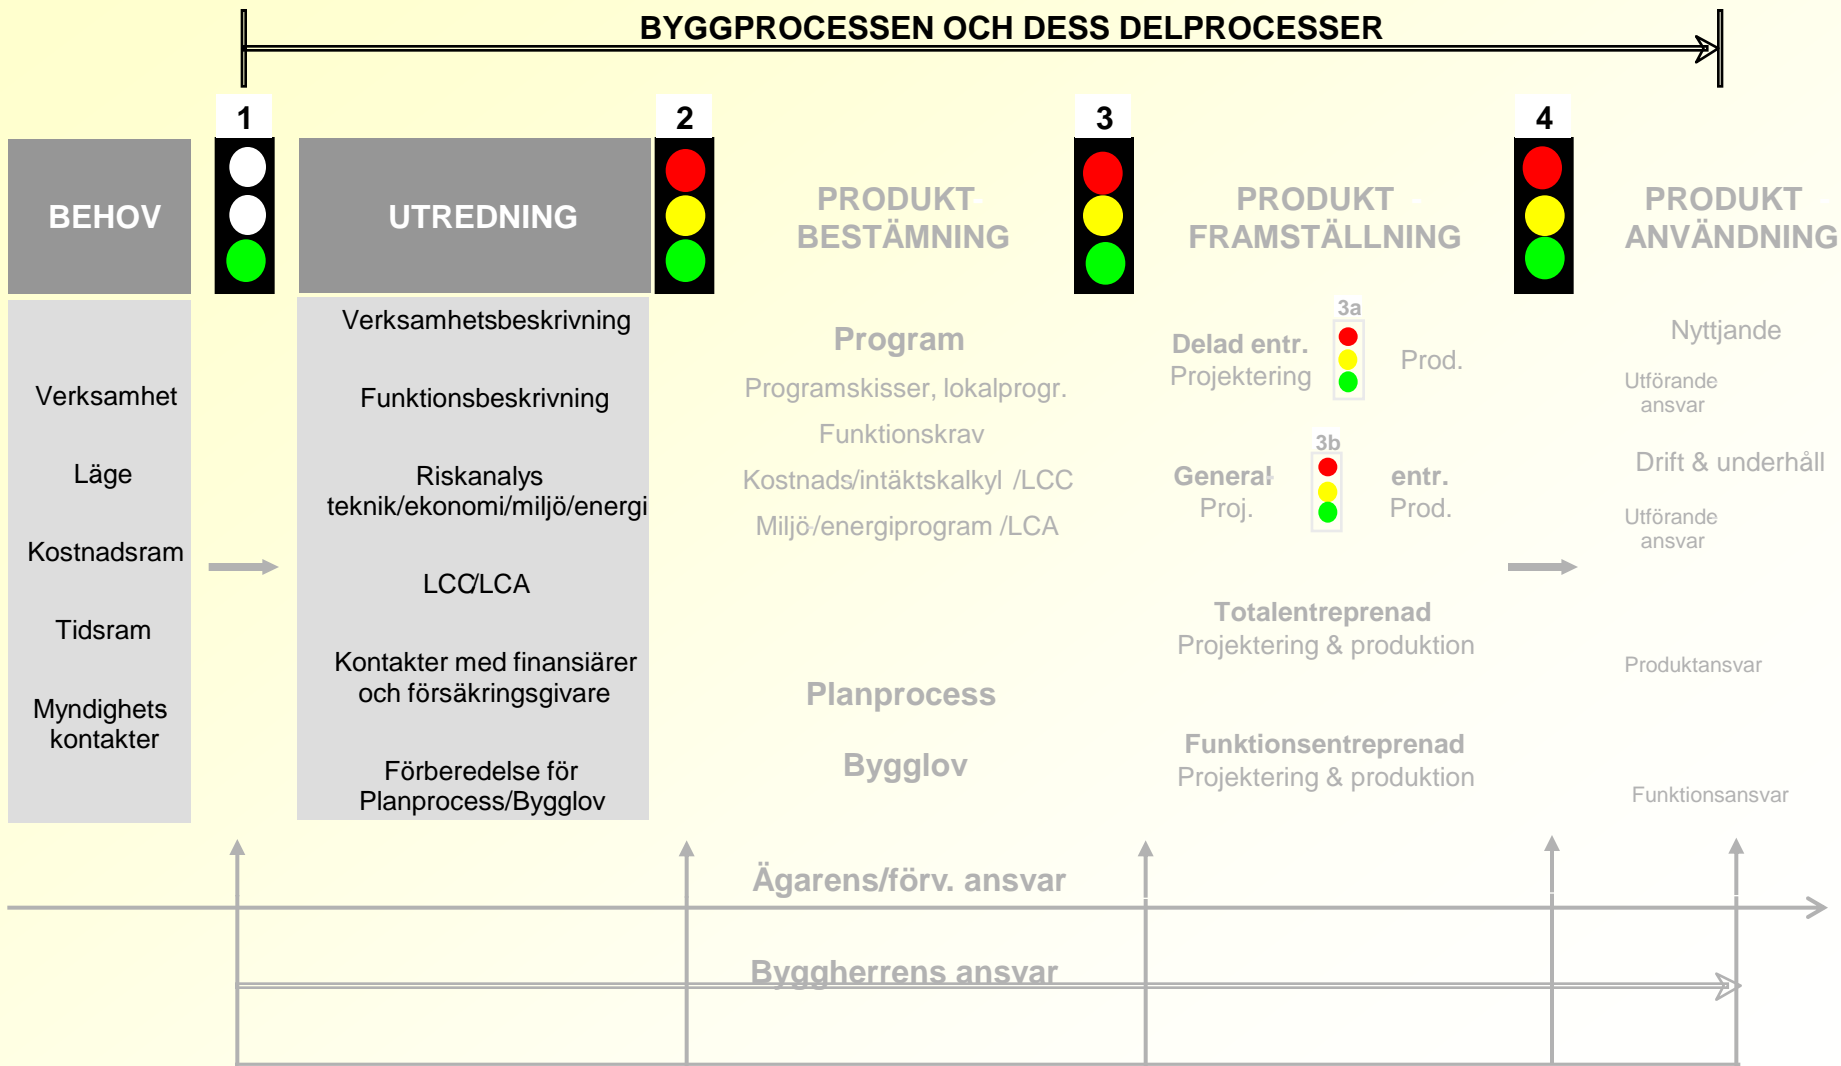 BYGGPROCESSEN OCH DESS DELPROCESSER
1
2
3
4
BEHOV
UTREDNING
PRODUKT-
BESTÄMNING
PRODUKT -
FRAMSTÄLLNING
PRODUKT
ANVÄNDNING
Verksamhet
Läge
Kostnadsram
Tidsram
Myndighets
kontakter
Verksamhetsbeskrivning
Funktionsbeskrivning
Riskanalys
teknik/ekonomi/miljö/energi
LCC/LCA
Kontakter med finansiärer
och försäkringsgivare
Förberedelse för
Planprocess/Bygglov
Program
Programskisser, lokalprogr.
Funktionskrav
Kostnads/intäktskalkyl /LCC
Miljö-/energiprogram /LCA
Planprocess
Bygglov
3a
Delad entr.
Projektering
Prod.
3b
General-
entr.
Proj.
Prod.
Totalentreprenad
Projektering & produktion
Funktionsentreprenad
Projektering & produktion
Nyttjande
Utförande
ansvar
Drift & underhåll
Utförande
ansvar
Produktansvar
Funktionsansvar
Ägarens/förv. ansvar
Byggherrens ansvar